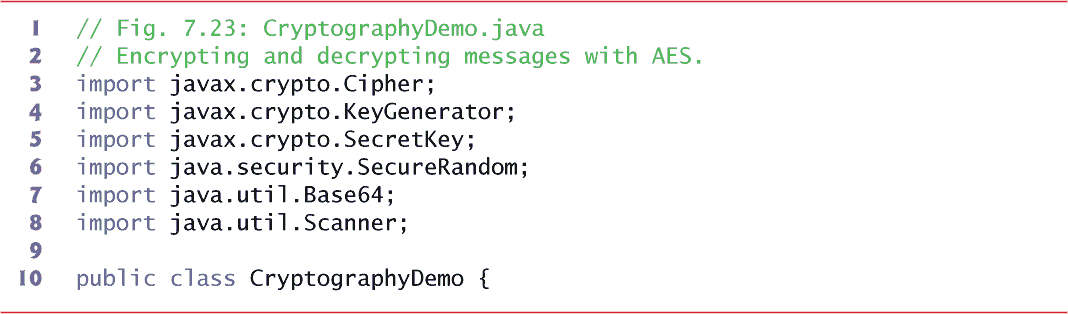 1 // Fig. 7.23: CryptographyDemo.java
2 // Encrypting and decrypting messages with AES.
3 import javax.crypto.Cipher;
4 import javax.crypto.KeyGenerator;
5 import javax.crypto.SecretKey;
6 import java.security.SecureRandom;
7 import java.util.Base64;
8 import java.util.Scanner;
9
10 public class CryptographyDemo {